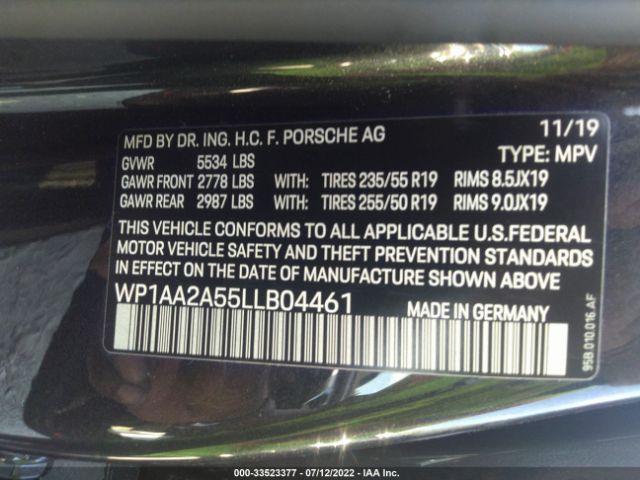 MFD BY DR. ING. H.C. F. PORSCHE AG 11/19
GVWR 5534 LBS TYPE: MPV
GAWR FRONT 2778 LBS WITH: TIRES 235/55 R19 RIMS 8.5JX19
GAWR REAR 2987 LBS WITH: TIRES 255/50 R19 RIMS 9.0JX19
THIS VEHICLE CONFORMS TO ALL APPLICABLE U.S.FEDERAL
MOTOR VEHICLE SAFETY AND THEFT PREVENTION STANDARDS
IN EFFECT ON THE DATE OF MANUFACTURE SHOWN ABOVE.
WP1AA2A55LLB04461 MADE IN GERMANY
95B.010.016.AF
000-33523377 - 07/12/2022 - IAA Inc.